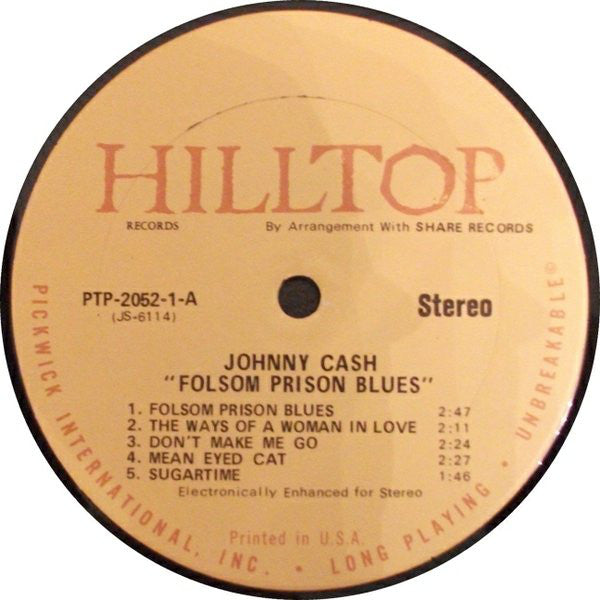 HILLTOP
RECORDS By Arrangement With SHARE RECORDS
PTP-2052-1-A Stereo
(JS-6114)
JOHNNY CASH
"FOLSOM PRISON BLUES"
1. FOLSOM PRISON BLUES 2:47
2. THE WAYS OF A WOMAN IN LOVE 2:11
3. DON'T MAKE ME GO 2:24
4. MEAN EYED CAT 2:27
5. SUGARTIME 1:46
Electronically Enhanced for Stereo
Printed in U.S.A.
PICKWICK INTERNATIONAL, INC. • LONG PLAYING • UNBREAKABLE®